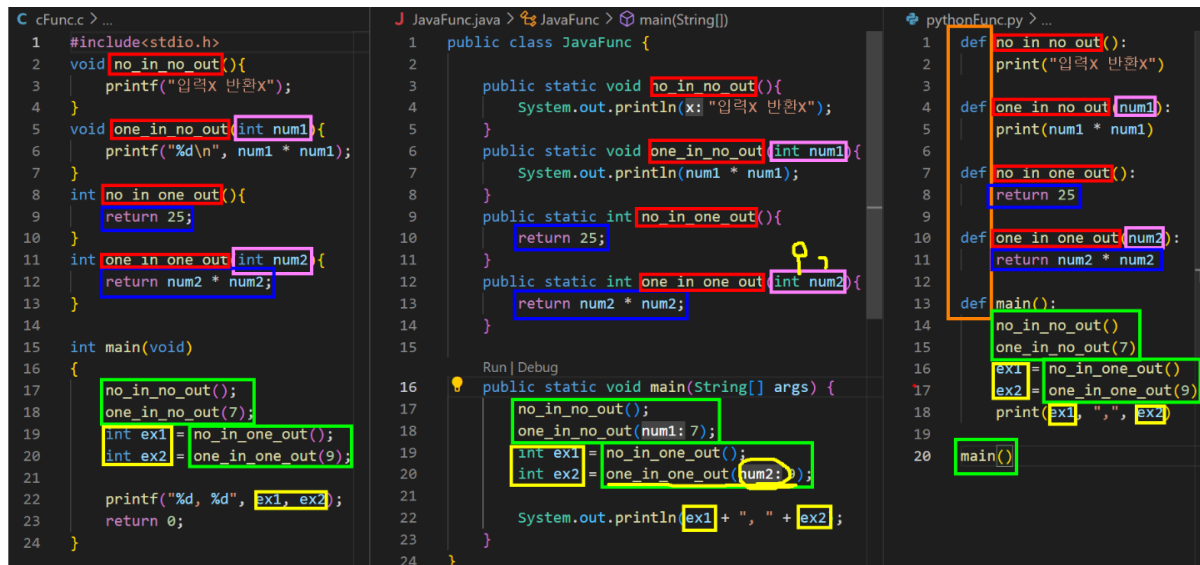 C cFunc.c > ...
1 #include<stdio.h>
2 void no_in_no_out(){
3 printf("입력X 반환X");
4 }
5 void one_in_no_out(int num1){
6 printf("%d\n", num1 * num1);
7 }
8 int no_in_one_out(){
9 return 25;
10 }
11 int one_in_one_out(int num2){
12 return num2 * num2;
13 }
14
15 int main(void)
16 {
17 no_in_no_out();
18 one_in_no_out(7);
19 int ex1 = no_in_one_out();
20 int ex2 = one_in_one_out(9);
21
22 printf("%d, %d", ex1, ex2);
23 return 0;
24 }
J JavaFunc.java > JavaFunc > main(String[])
1 public class JavaFunc {
2
3 public static void no_in_no_out(){
4 System.out.println(x: "입력X 반환X");
5 }
6 public static void one_in_no_out(int num1){
7 System.out.println(num1 * num1);
8 }
9 public static int no_in_one_out(){
10 return 25;
11 }
12 public static int one_in_one_out(int num2){
13 return num2 * num2;
14 }
15
Run | Debug
16 public static void main(String[] args) {
17 no_in_no_out();
18 one_in_no_out(num1: 7);
19 int ex1 = no_in_one_out();
20 int ex2 = one_in_one_out(num2: 9);
21
22 System.out.println(ex1 + ", " + ex2);
23 }
24 }
pythonFunc.py > ...
1 def no_in_no_out():
2 print("입력X 반환X")
3
4 def one_in_no_out(num1):
5 print(num1 * num1)
6
7 def no_in_one_out():
8 return 25
9
10 def one_in_one_out(num2):
11 return num2 * num2
12
13 def main():
14 no_in_no_out()
15 one_in_no_out(7)
16 ex1 = no_in_one_out()
17 ex2 = one_in_one_out(9)
18 print(ex1, ",", ex2)
19
20 main()